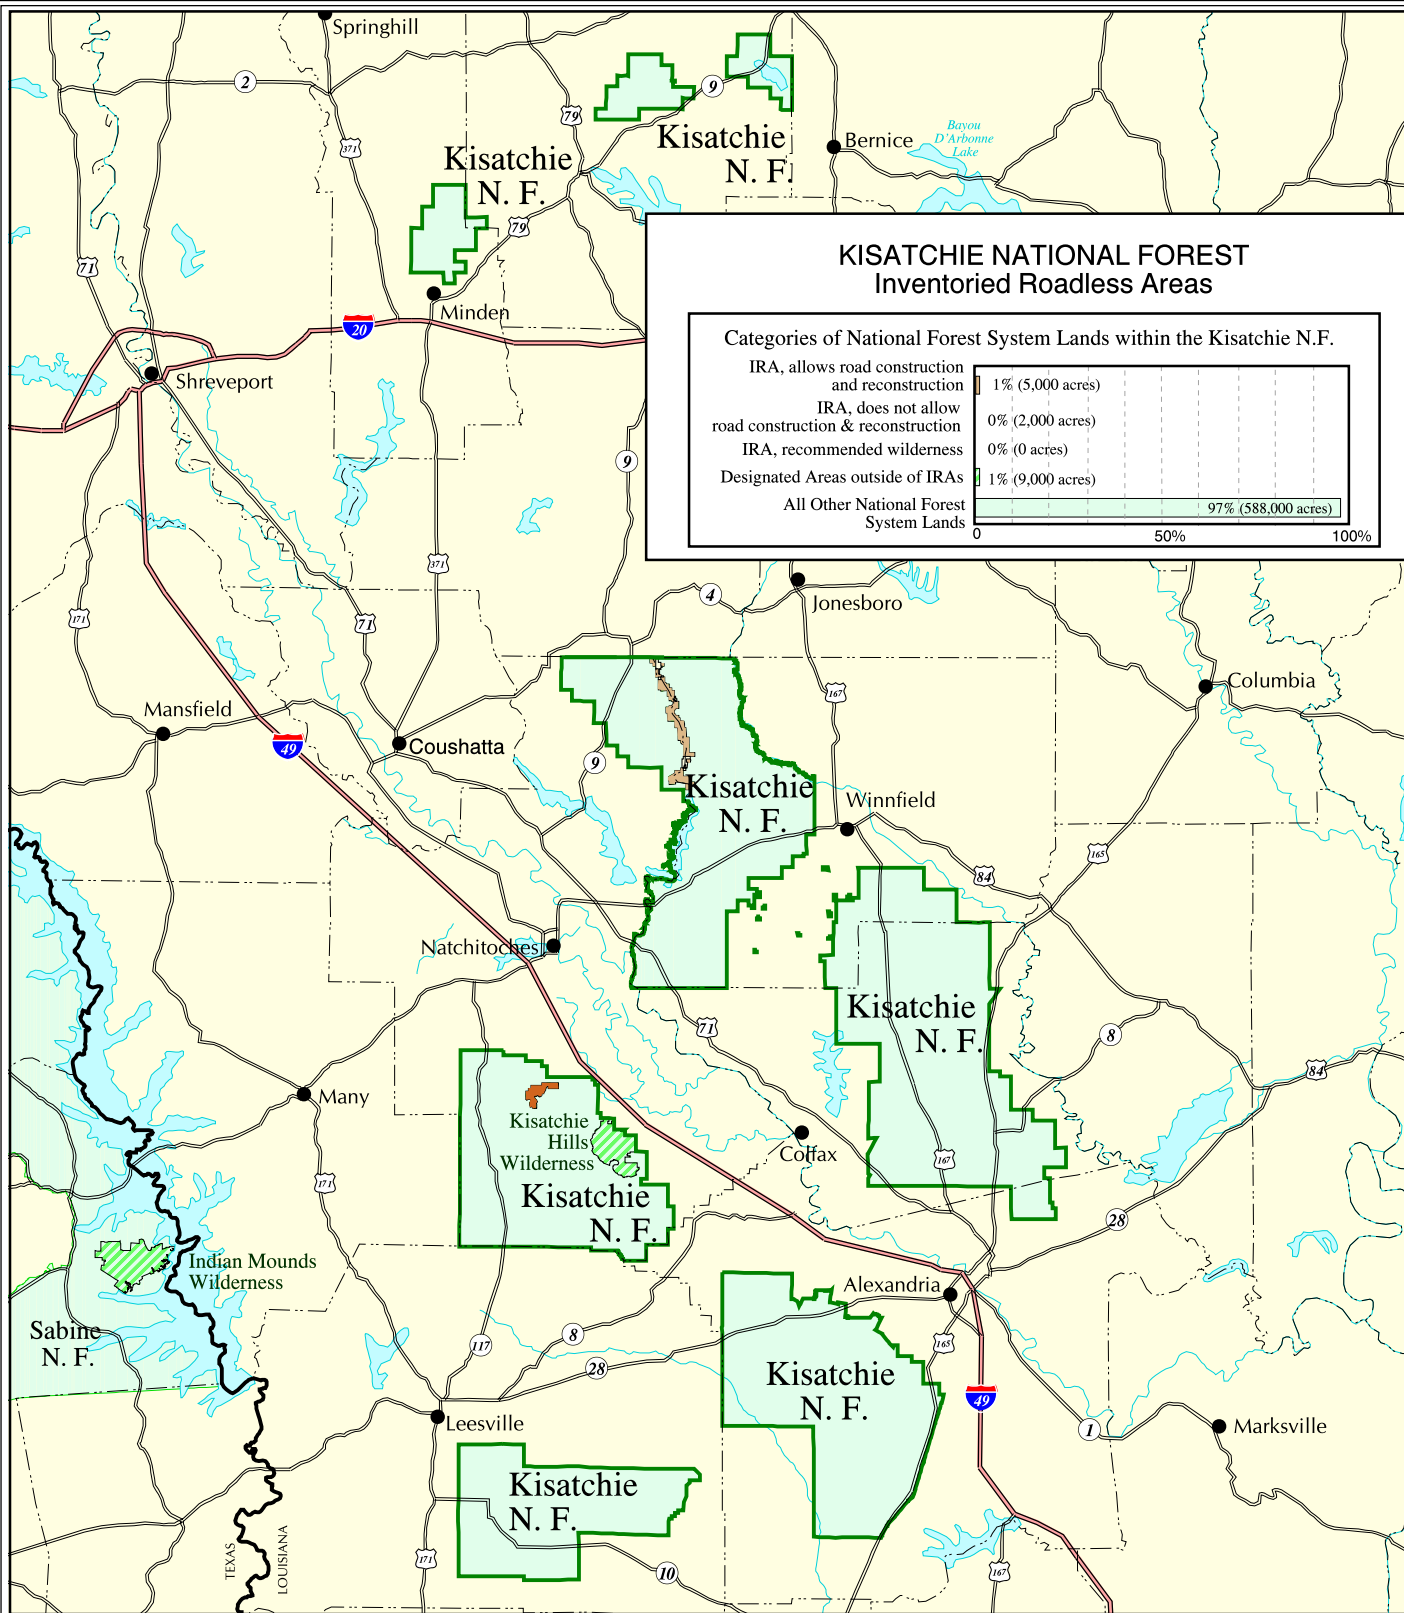 Springhill
2
79
9
371
Kisatchie
N. F.
Kisatchie
N. F.
Bernice
Bayou
D'Arbonne
Lake
79
71
Minden
20
Shreveport
KISATCHIE NATIONAL FOREST
Inventoried Roadless Areas
Categories of National Forest System Lands within the Kisatchie N.F.
IRA, allows road construction
and reconstruction
1% (5,000 acres)
IRA, does not allow
road construction & reconstruction
0% (2,000 acres)
IRA, recommended wilderness
0% (0 acres)
Designated Areas outside of IRAs
1% (9,000 acres)
All Other National Forest
System Lands
97% (588,000 acres)
0
50%
100%
9
371
171
71
4
Jonesboro
167
Columbia
Mansfield
49
Coushatta
9
Kisatchie
N. F.
Winnfield
165
84
Natchitoches
71
Kisatchie
N. F.
8
84
Many
Kisatchie
Hills
Wilderness
Colfax
167
171
Kisatchie
N. F.
28
Indian Mounds
Wilderness
Alexandria
Sabine
N. F.
117
8
28
165
Kisatchie
N. F.
49
Leesville
1
Marksville
Kisatchie
N. F.
TEXAS
LOUISIANA
171
10
167